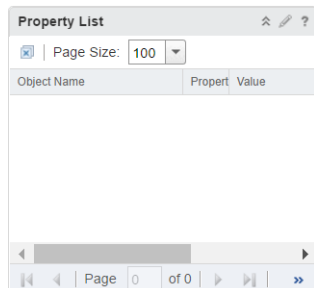 Property List ?
Page Size: 100
Object Name Propert Value
Page 0 of 0 »